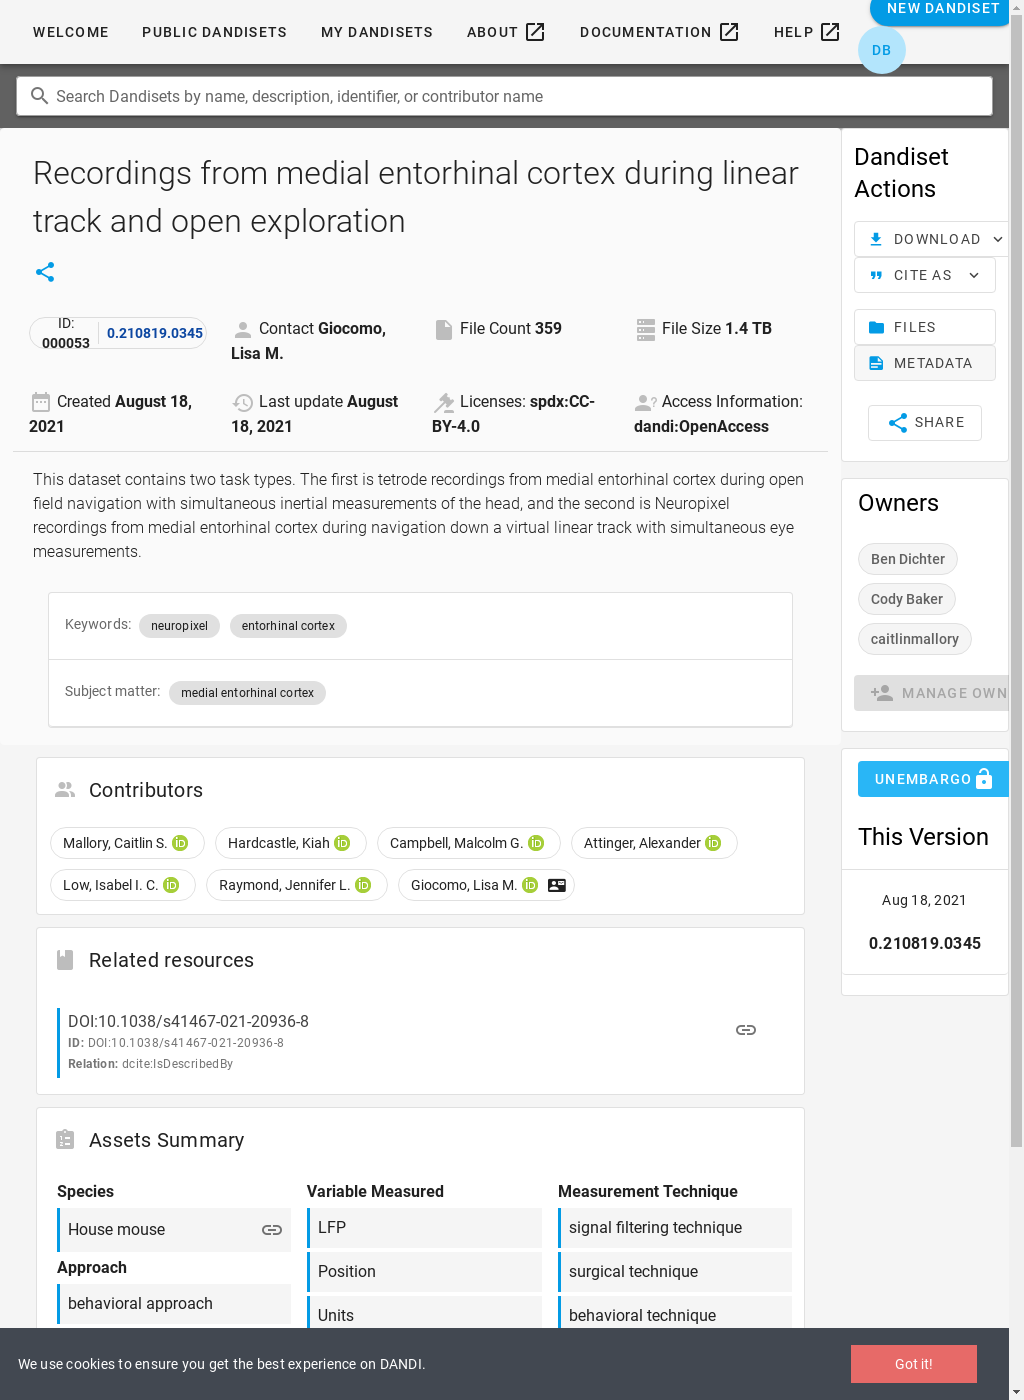 WELCOME
PUBLIC DANDISETS
MY DANDISETS
ABOUT
DOCUMENTATION
HELP
NEW DANDISET
DB
Search Dandisets by name, description, identifier, or contributor name
Recordings from medial entorhinal cortex during linear
track and open exploration
ID:
000053
0.210819.0345
Contact Giocomo,
Lisa M.
File Count 359
File Size 1.4 TB
Created August 18,
2021
Last update August
18, 2021
Licenses: spdx:CC-
BY-4.0
Access Information:
dandi:OpenAccess
This dataset contains two task types. The first is tetrode recordings from medial entorhinal cortex during open
field navigation with simultaneous inertial measurements of the head, and the second is Neuropixel
recordings from medial entorhinal cortex during navigation down a virtual linear track with simultaneous eye
measurements.
Keywords:
neuropixel
entorhinal cortex
Subject matter:
medial entorhinal cortex
Contributors
Mallory, Caitlin S.
Hardcastle, Kiah
Campbell, Malcolm G.
Attinger, Alexander
Low, Isabel I. C.
Raymond, Jennifer L.
Giocomo, Lisa M.
Related resources
DOI:10.1038/s41467-021-20936-8
ID: DOI:10.1038/s41467-021-20936-8
Relation: dcite:IsDescribedBy
Assets Summary
Species
House mouse
Approach
behavioral approach
Variable Measured
LFP
Position
Units
Measurement Technique
signal filtering technique
surgical technique
behavioral technique
Dandiset
Actions
DOWNLOAD
CITE AS
FILES
METADATA
SHARE
Owners
Ben Dichter
Cody Baker
caitlinmallory
MANAGE OWN
UNEMBARGO
This Version
Aug 18, 2021
0.210819.0345
We use cookies to ensure you get the best experience on DANDI.
Got it!